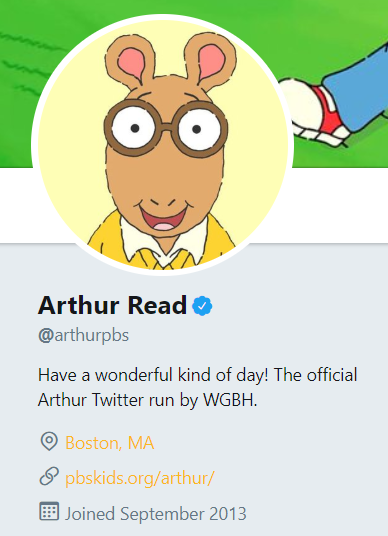 Arthur Read
@arthurpbs
Have a wonderful kind of day! The official
Arthur Twitter run by WGBH.
Boston, MA
pbskids.org/arthur/
Joined September 2013